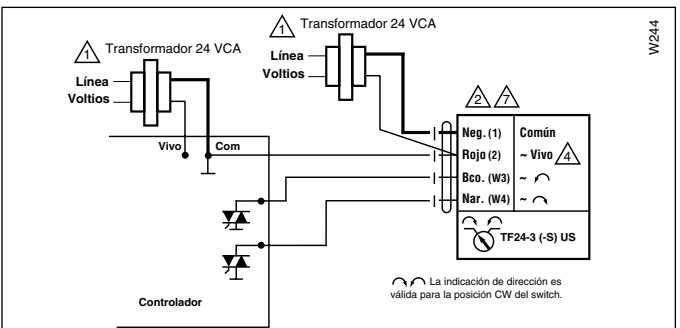 W244
1 Transformador 24 VCA
1 Transformador 24 VCA
Línea
Voltios
Línea
Voltios
2 7
Vivo Com
Neg. (1) Común
Rojo (2) ~ Vivo 4
Bco. (W3) ~
Nar. (W4) ~
TF24-3 (-S) US
La indicación de dirección es
válida para la posición CW del switch.
Controlador